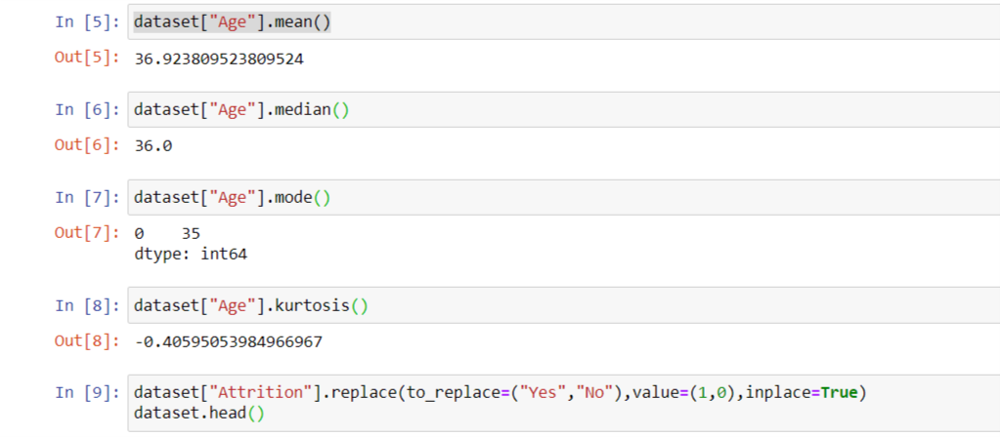 In [5]: dataset["Age"].mean()
Out[5]: 36.923809523809524
In [6]: dataset["Age"].median()
Out[6]: 36.0
In [7]: dataset["Age"].mode()
Out[7]: 0    35
dtype: int64
In [8]: dataset["Age"].kurtosis()
Out[8]: -0.40595053984966967
In [9]: dataset["Attrition"].replace(to_replace=("Yes","No"),value=(1,0),inplace=True)
dataset.head()